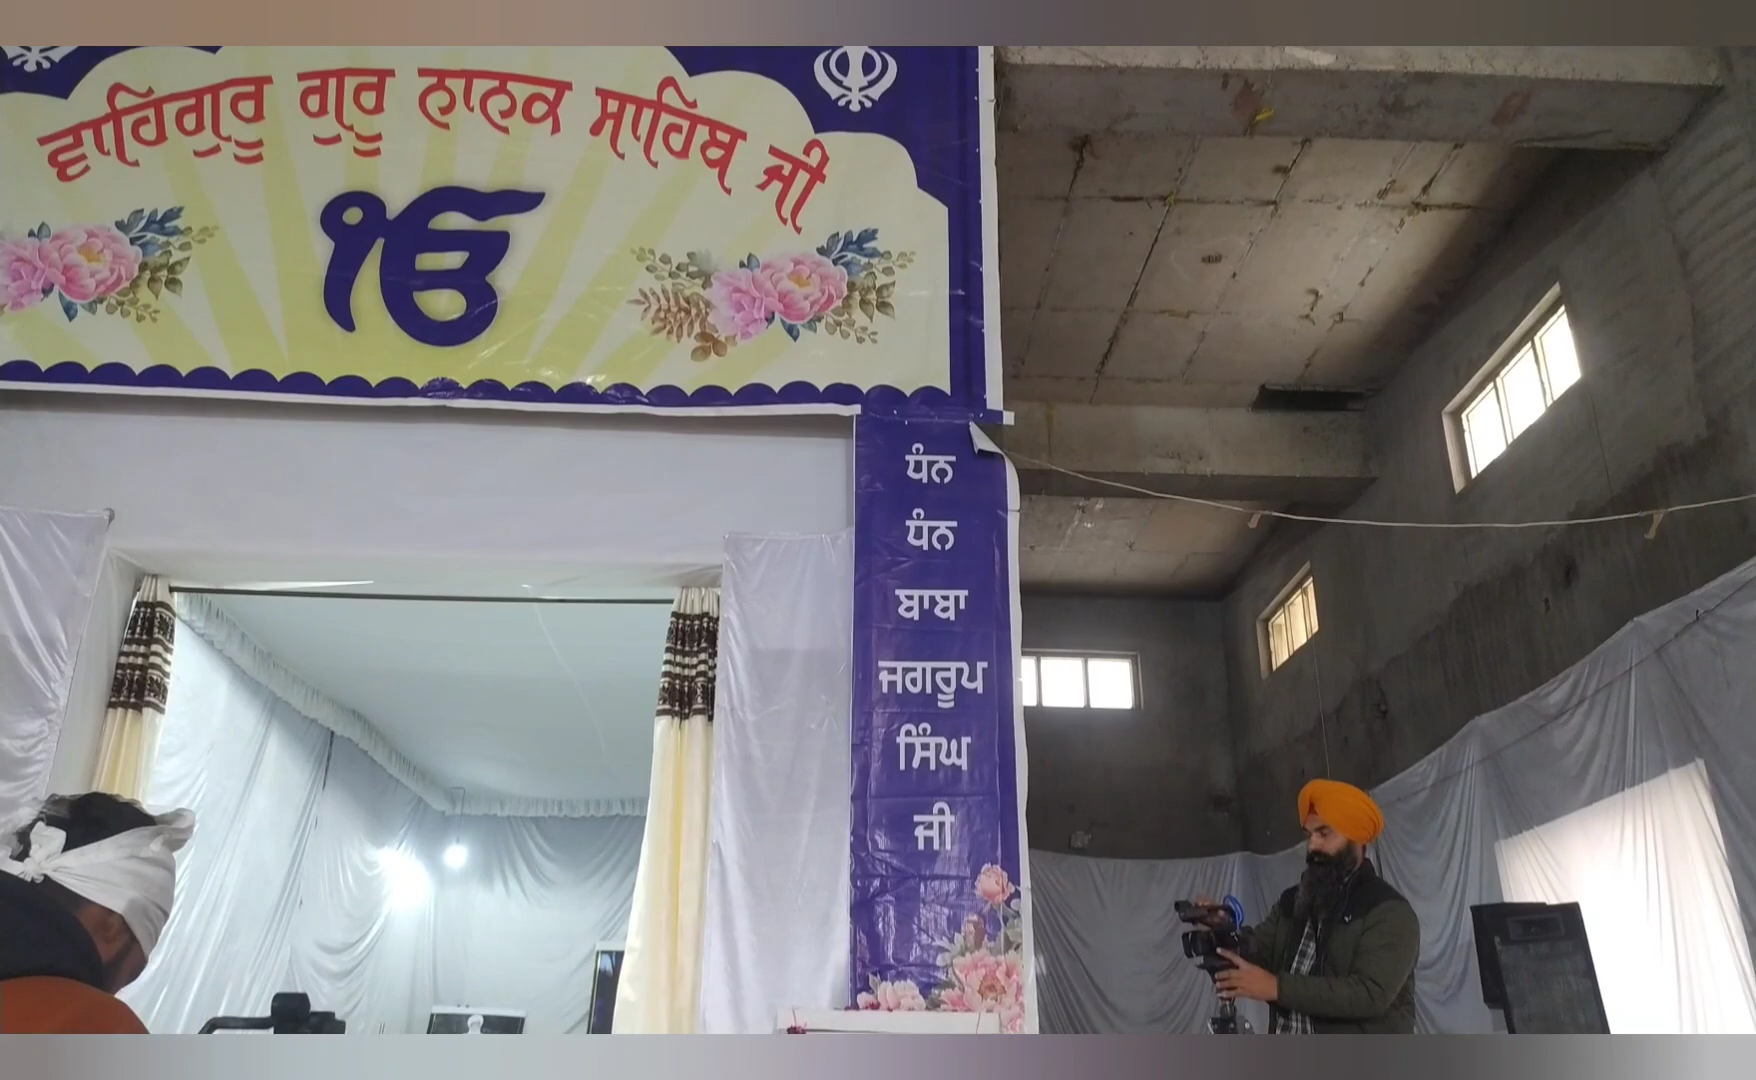 ਵਾਹਿਗੁਰੂ ਗੁਰੂ ਨਾਨਕ ਸਾਹਿਬ ਜੀ
ੴ
ਧੰਨ
ਧੰਨ
ਬਾਬਾ
ਜਗਰੂਪ
ਸਿੰਘ
ਜੀ